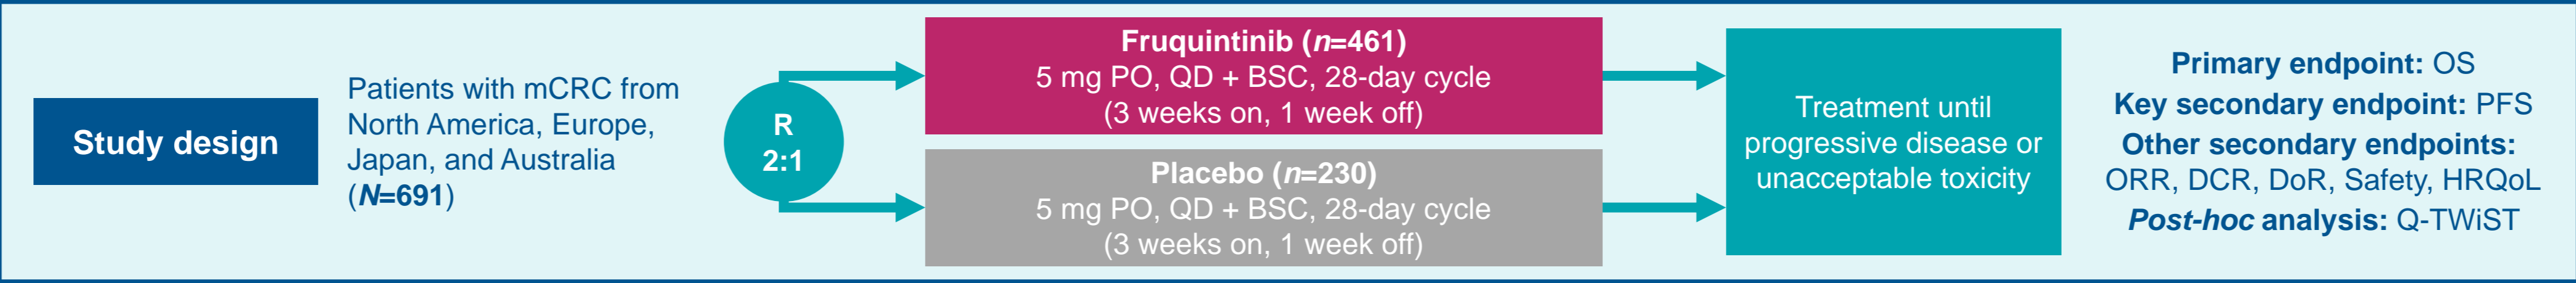 Study design
Patients with mCRC from
North America, Europe,
Japan, and Australia
(N=691)
R
2:1
Fruquintinib (n=461)
5 mg PO, QD + BSC, 28-day cycle
(3 weeks on, 1 week off)
Placebo (n=230)
5 mg PO, QD + BSC, 28-day cycle
(3 weeks on, 1 week off)
Treatment until
progressive disease or
unacceptable toxicity
Primary endpoint: OS
Key secondary endpoint: PFS
Other secondary endpoints:
ORR, DCR, DoR, Safety, HRQoL
Post-hoc analysis: Q-TWiST